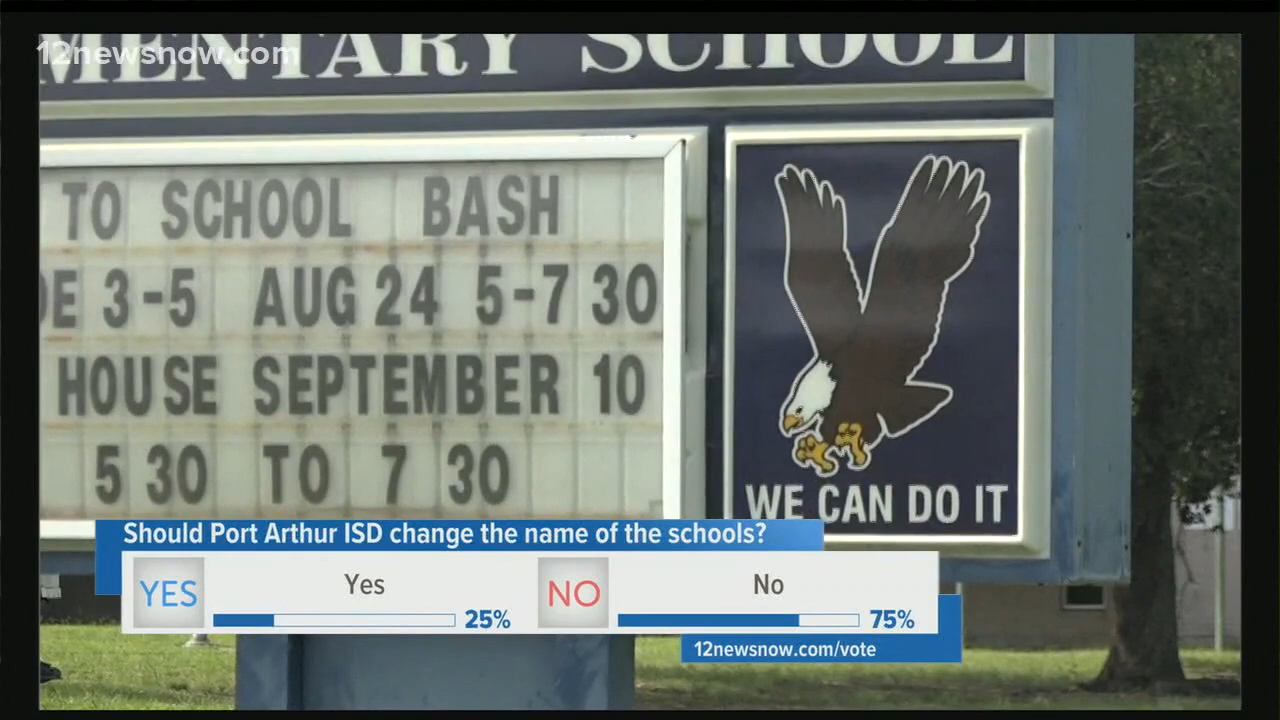 12newsnow.com
MENTARY SCHOOL
TO SCHOOL BASH
DE 3-5 AUG 24 5-7 30
HOUSE SEPTEMBER 10
5 30 TO 7 30
WE CAN DO IT
Should Port Arthur ISD change the name of the schools?
YES Yes 25% NO No 75%
12newsnow.com/vote